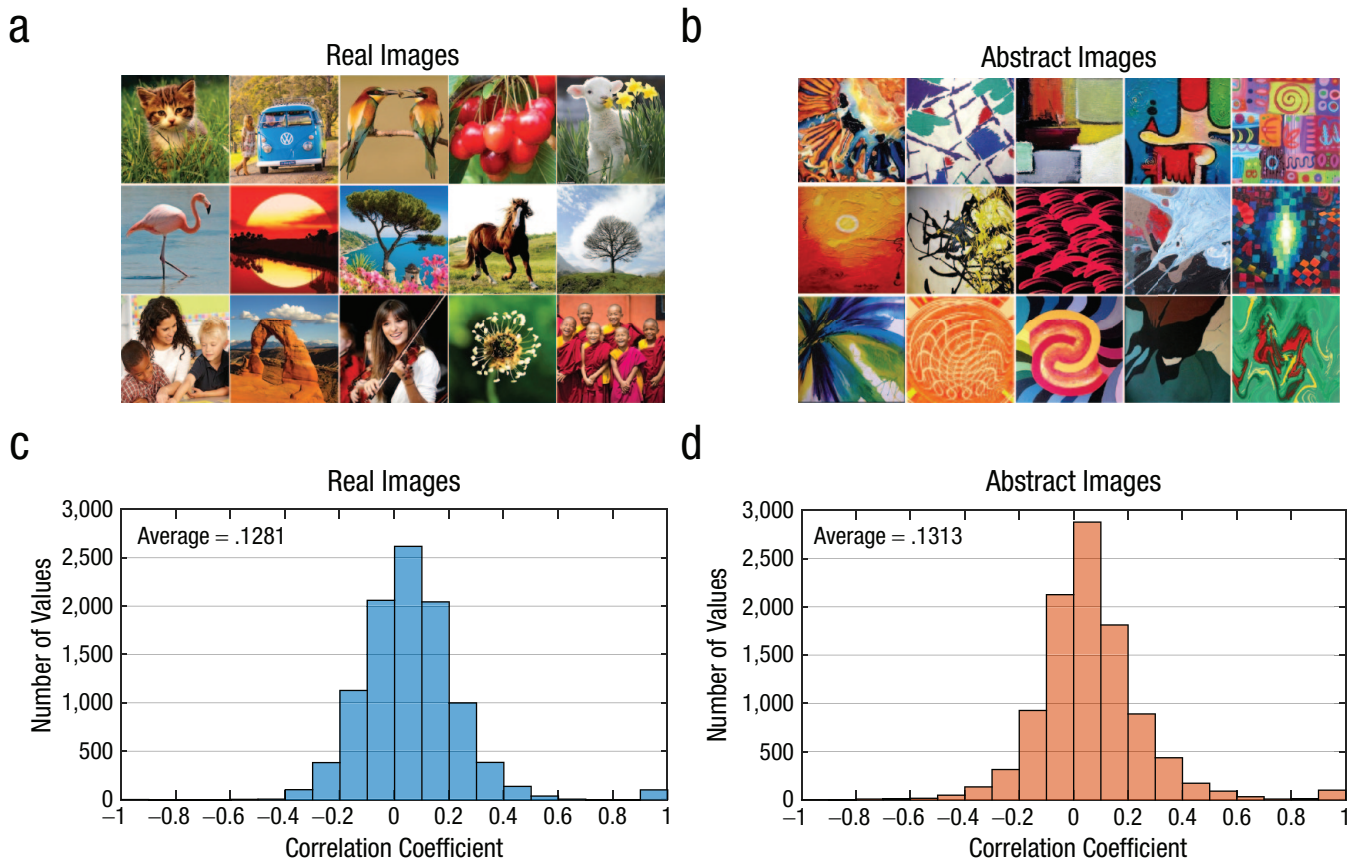 a
Real Images
b
Abstract Images
c
Real Images
Average = .1281
3,000
2,500
2,000
1,500
1,000
500
0
Number of Values
−1 −0.8 −0.6 −0.4 −0.2 0 0.2 0.4 0.6 0.8 1
Correlation Coefficient
d
Abstract Images
Average = .1313
3,000
2,500
2,000
1,500
1,000
500
0
Number of Values
−1 −0.8 −0.6 −0.4 −0.2 0 0.2 0.4 0.6 0.8 1
Correlation Coefficient